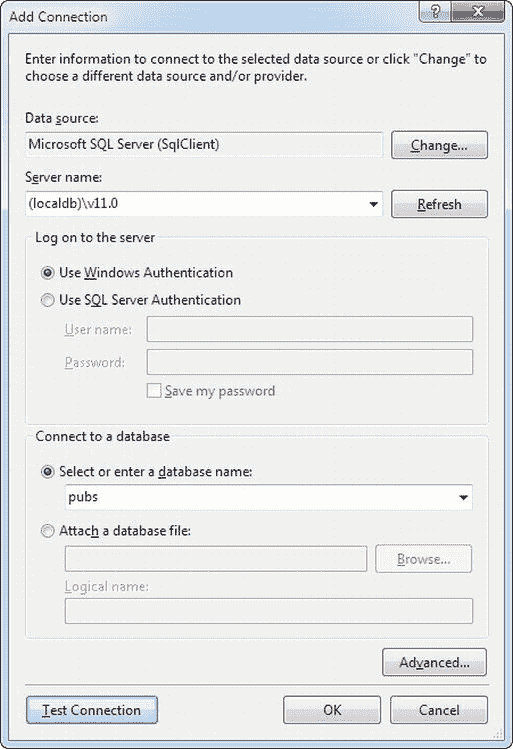 Add Connection
?
Enter information to connect to the selected data source or click "Change" to
choose a different data source and/or provider.
Data source:
Microsoft SQL Server (SqlClient)
Change...
Server name:
(localdb)\v11.0
Refresh
Log on to the server
Use Windows Authentication
Use SQL Server Authentication
User name:
Password:
Save my password
Connect to a database
Select or enter a database name:
pubs
Attach a database file:
Browse...
Logical name:
Advanced...
Test Connection
OK
Cancel